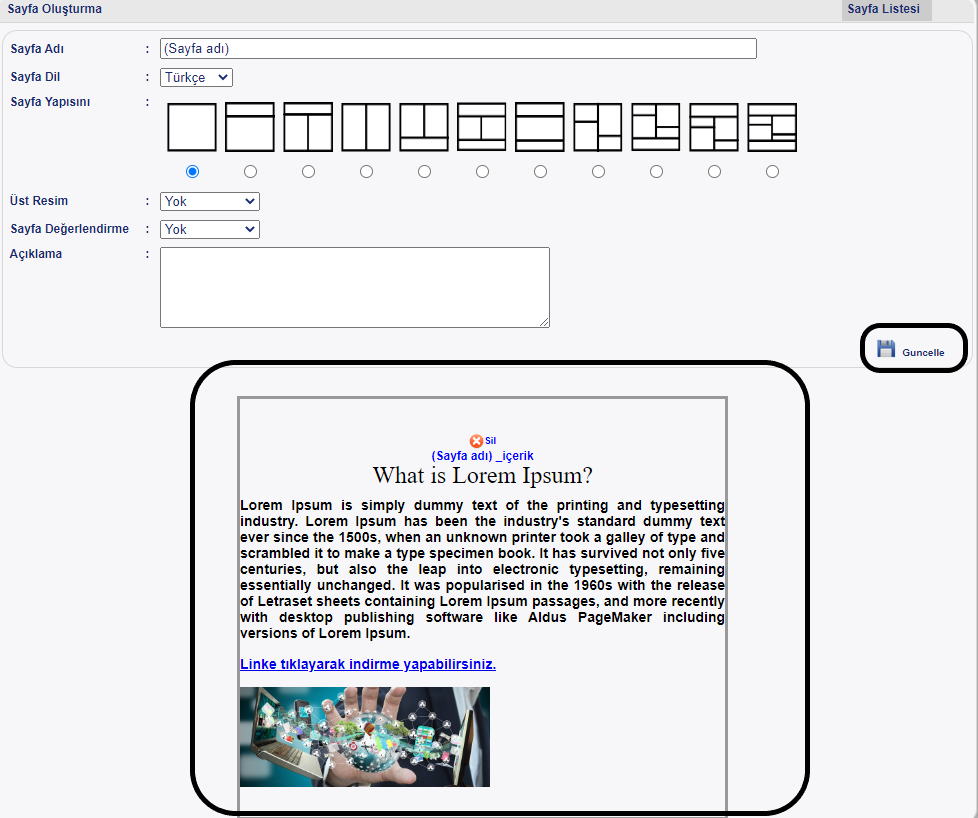 Sayfa Oluşturma
Sayfa Listesi
Sayfa Adı : (Sayfa adı)
Sayfa Dil : Türkçe
Sayfa Yapısını :
Üst Resim : Yok
Sayfa Değerlendirme : Yok
Açıklama :
Guncelle
Sil
(Sayfa adı) _içerik
What is Lorem Ipsum?
Lorem Ipsum is simply dummy text of the printing and typesetting
industry. Lorem Ipsum has been the industry's standard dummy text
ever since the 1500s, when an unknown printer took a galley of type and
scrambled it to make a type specimen book. It has survived not only five
centuries, but also the leap into electronic typesetting, remaining
essentially unchanged. It was popularised in the 1960s with the release
of Letraset sheets containing Lorem Ipsum passages, and more recently
with desktop publishing software like Aldus PageMaker including
versions of Lorem Ipsum.
Linke tıklayarak indirme yapabilirsiniz.